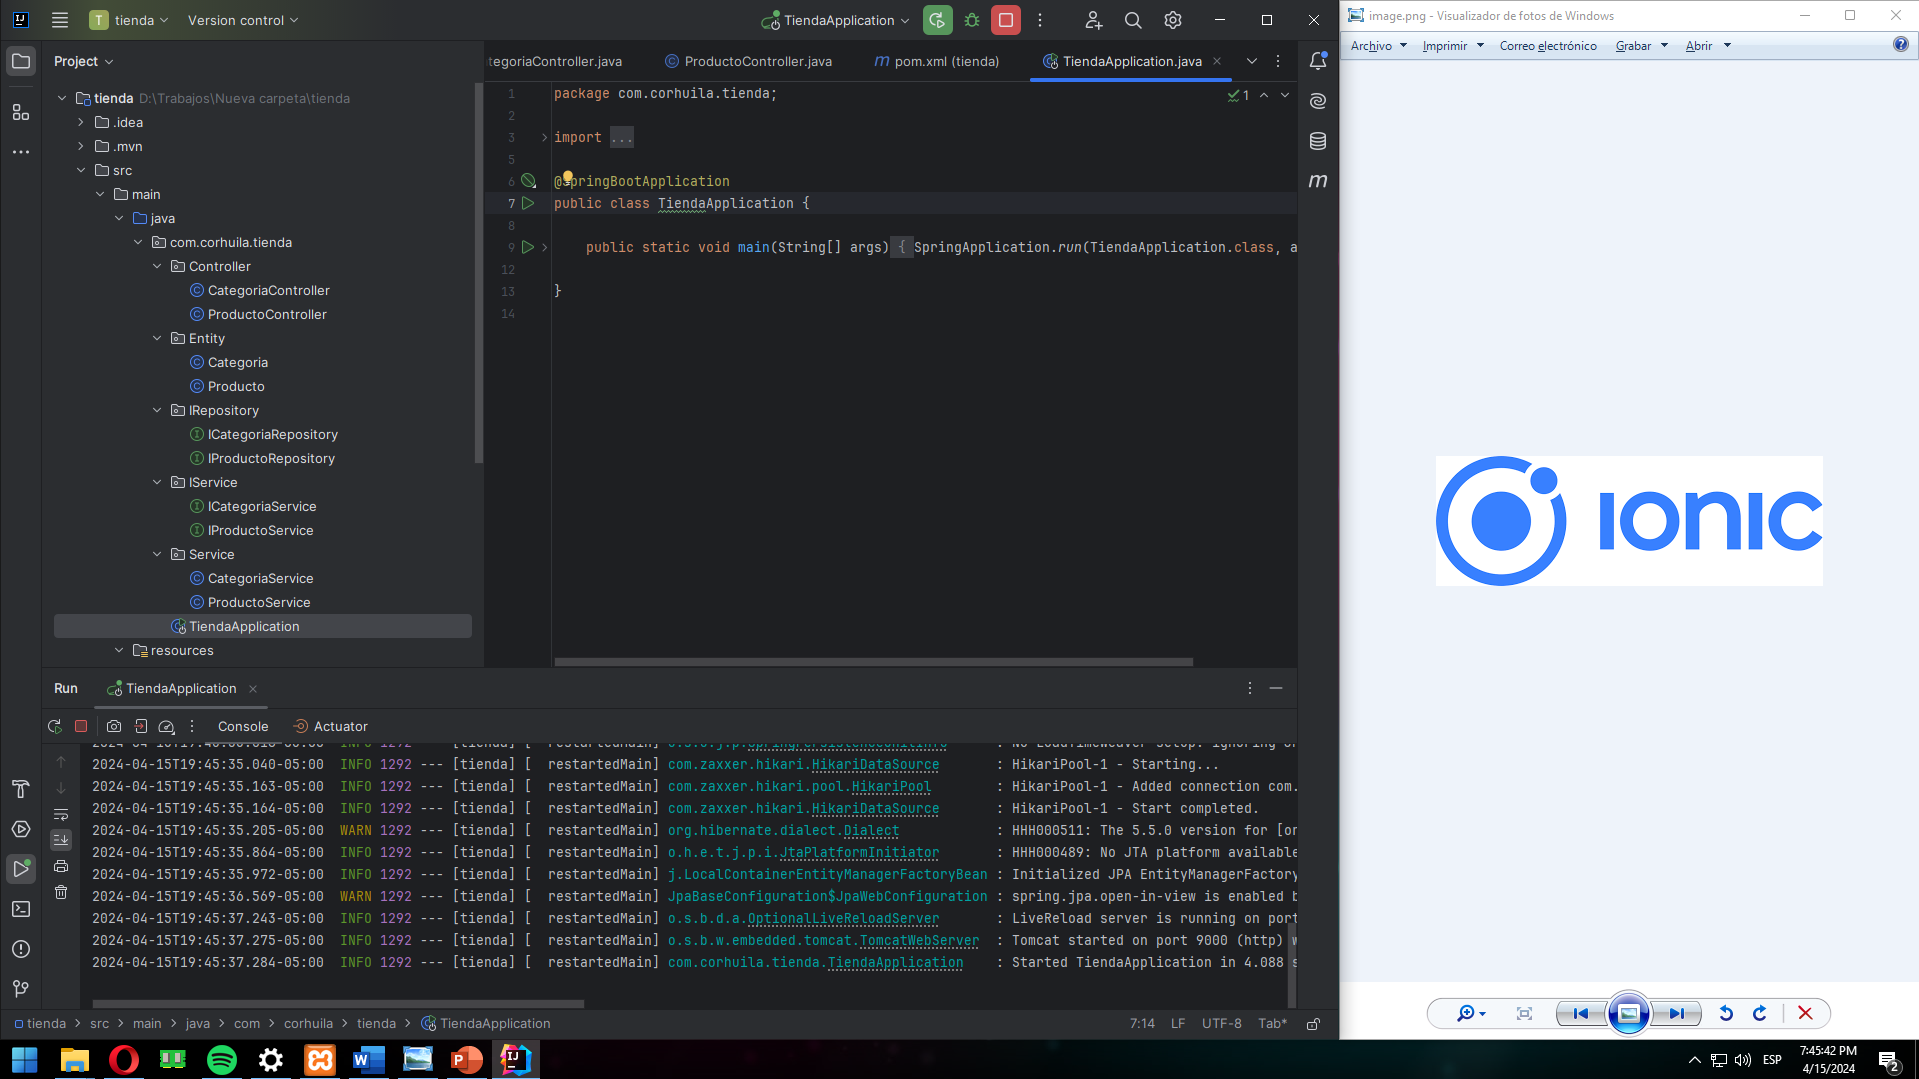 tienda
Version control
TiendaApplication
Project
tegoriaController.java
ProductoController.java
pom.xml (tienda)
TiendaApplication.java
tienda D:\Trabajos\Nueva carpeta\tienda
.idea
.mvn
src
main
java
com.corhuila.tienda
Controller
CategoriaController
ProductoController
Entity
Categoria
Producto
IRepository
ICategoriaRepository
IProductoRepository
IService
ICategoriaService
IProductoService
Service
CategoriaService
ProductoService
TiendaApplication
resources
1 package com.corhuila.tienda;
2
3 import ...
5
6 @SpringBootApplication
7 public class TiendaApplication {
8
9 public static void main(String[] args) { SpringApplication.run(TiendaApplication.class, a
12
13 }
14
1
Run
TiendaApplication
Console
Actuator
2024-04-15T19:45:35.040-05:00 INFO 1292 --- [tienda] [ restartedMain] com.zaxxer.hikari.HikariDataSource : HikariPool-1 - Starting...
2024-04-15T19:45:35.163-05:00 INFO 1292 --- [tienda] [ restartedMain] com.zaxxer.hikari.pool.HikariPool : HikariPool-1 - Added connection com.
2024-04-15T19:45:35.164-05:00 INFO 1292 --- [tienda] [ restartedMain] com.zaxxer.hikari.HikariDataSource : HikariPool-1 - Start completed.
2024-04-15T19:45:35.205-05:00 WARN 1292 --- [tienda] [ restartedMain] org.hibernate.dialect.Dialect : HHH000511: The 5.5.0 version for [or
2024-04-15T19:45:35.864-05:00 INFO 1292 --- [tienda] [ restartedMain] o.h.e.t.j.p.i.JtaPlatformInitiator : HHH000489: No JTA platform available
2024-04-15T19:45:35.972-05:00 INFO 1292 --- [tienda] [ restartedMain] j.LocalContainerEntityManagerFactoryBean : Initialized JPA EntityManagerFactory
2024-04-15T19:45:36.569-05:00 WARN 1292 --- [tienda] [ restartedMain] JpaBaseConfiguration$JpaWebConfiguration : spring.jpa.open-in-view is enabled b
2024-04-15T19:45:37.243-05:00 INFO 1292 --- [tienda] [ restartedMain] o.s.b.d.a.OptionalLiveReloadServer : LiveReload server is running on port
2024-04-15T19:45:37.275-05:00 INFO 1292 --- [tienda] [ restartedMain] o.s.b.w.embedded.tomcat.TomcatWebServer : Tomcat started on port 9000 (http) w
2024-04-15T19:45:37.284-05:00 INFO 1292 --- [tienda] [ restartedMain] com.corhuila.tienda.TiendaApplication : Started TiendaApplication in 4.088 s
tienda > src > main > java > com > corhuila > tienda > TiendaApplication
7:14 LF UTF-8 Tab*
image.png - Visualizador de fotos de Windows
Archivo Imprimir Correo electrónico Grabar Abrir
ionic
ESP
7:45:42 PM
4/15/2024
2